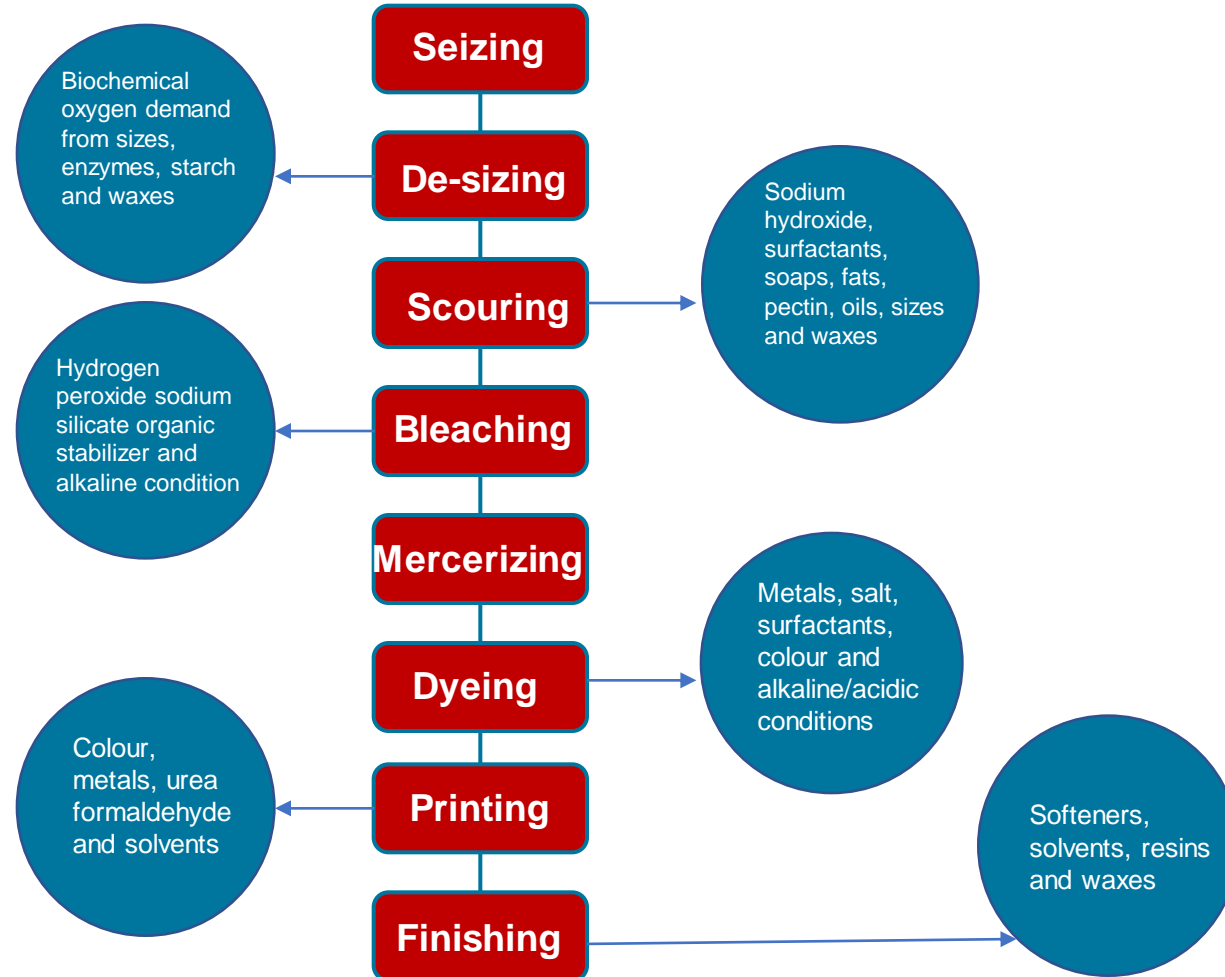 Seizing
Biochemical
oxygen demand
from sizes,
enzymes, starch
and waxes
De-sizing
Sodium
hydroxide,
surfactants,
soaps, fats,
pectin, oils, sizes
and waxes
Scouring
Hydrogen
peroxide sodium
silicate organic
stabilizer and
alkaline condition
Bleaching
Mercerizing
Metals, salt,
surfactants,
colour and
alkaline/acidic
conditions
Dyeing
Colour,
metals, urea
formaldehyde
and solvents
Printing
Softeners,
solvents, resins
and waxes
Finishing